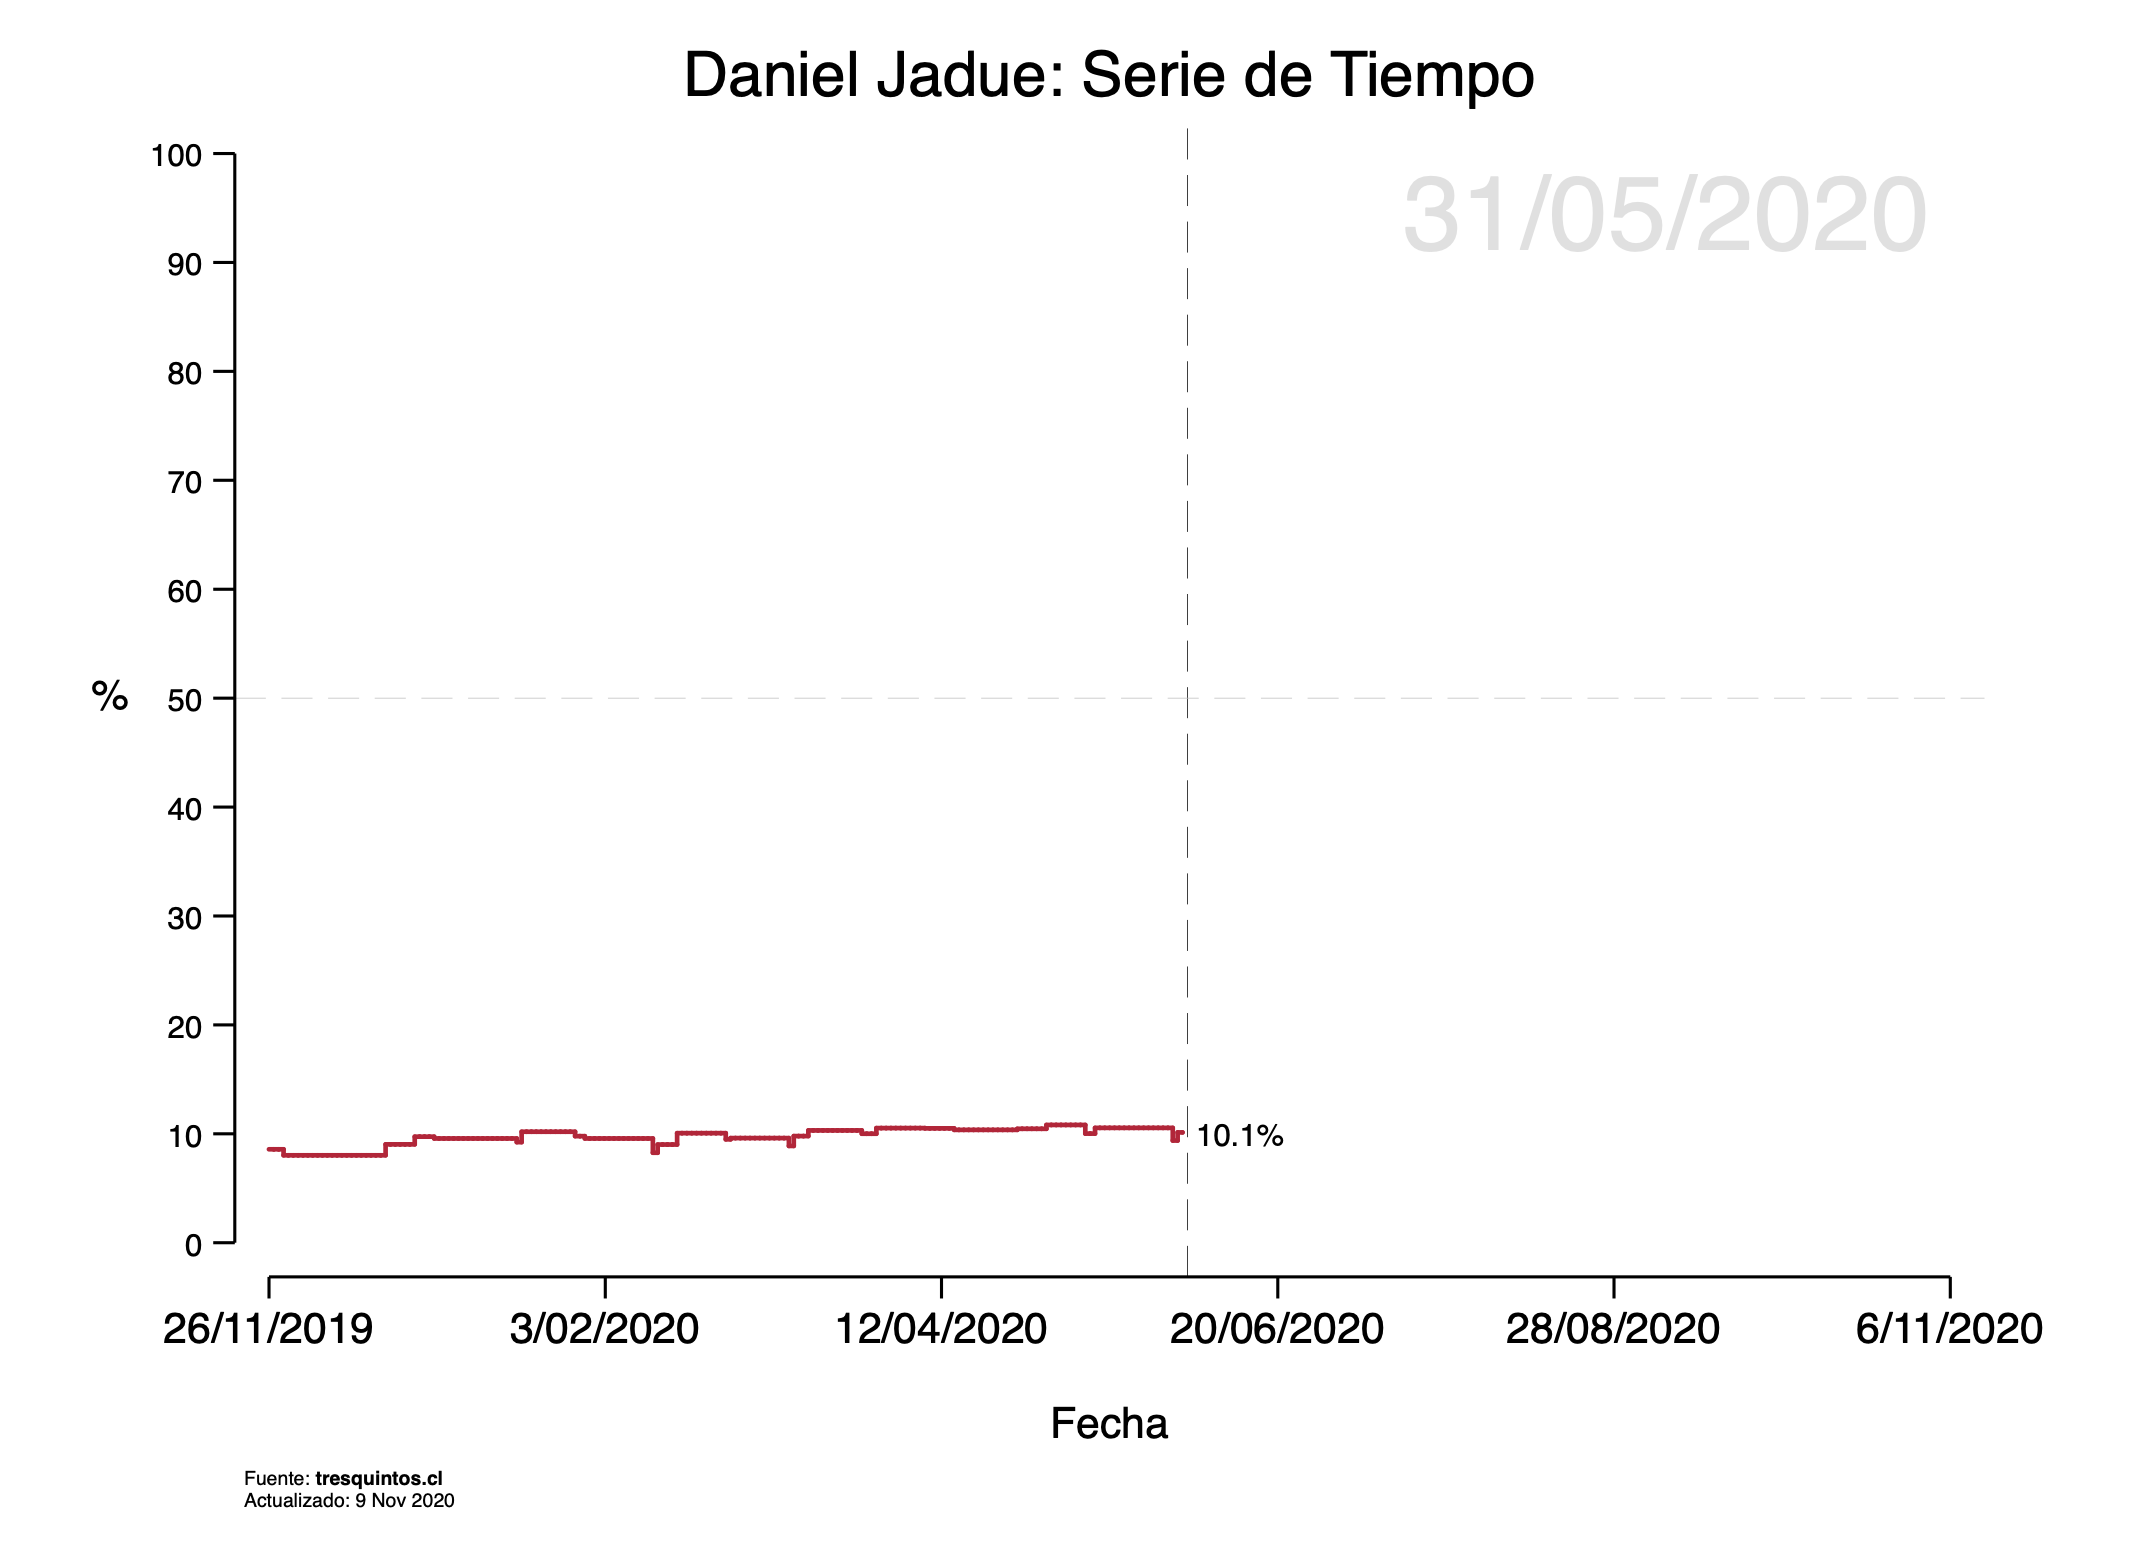 Daniel Jadue: Serie de Tiempo
31/05/2020
100
90
80
70
60
50
40
30
20
10
0
%
10.1%
26/11/2019 3/02/2020 12/04/2020 20/06/2020 28/08/2020 6/11/2020
Fecha
Fuente: tresquintos.cl
Actualizado: 9 Nov 2020